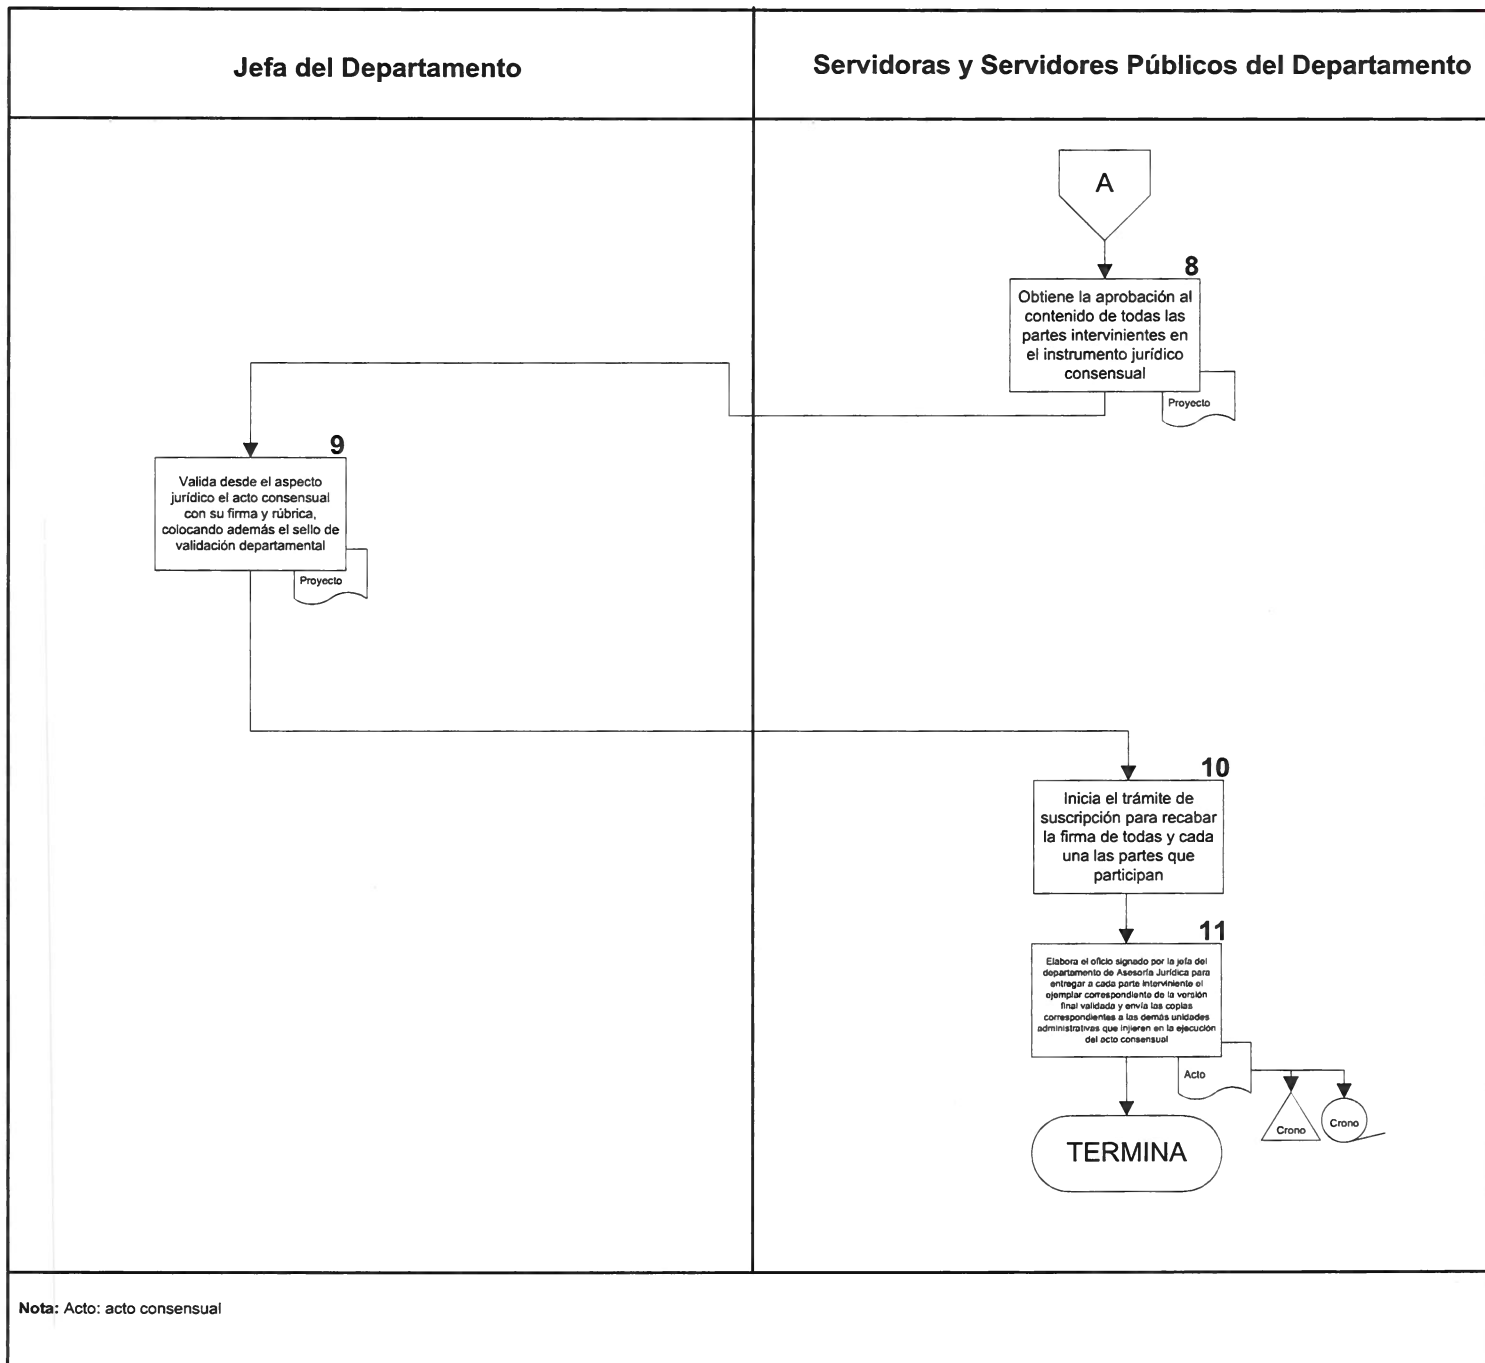 Jefa del Departamento
Servidoras y Servidores Públicos del Departamento
A
8
Obtiene la aprobación al
contenido de todas las
partes intervinientes en
el instrumento jurídico
consensual
Proyecto
9
Valida desde el aspecto
jurídico el acto consensual
con su firma y rúbrica,
colocando además el sello de
validación departamental
Proyecto
10
Inicia el trámite de
suscripción para recabar
la firma de todas y cada
una las partes que
participan
11
Elabora el oficio signado por la jefa del
departamento de Asesoría Jurídica para
entregar a cada parte interviniente el
ejemplar correspondiente de la versión
final validada y envía las copias
correspondientes a las demás unidades
administrativas que injieren en la ejecución
del acto consensual
Acto
Crono
Crono
TERMINA
Nota: Acto: acto consensual